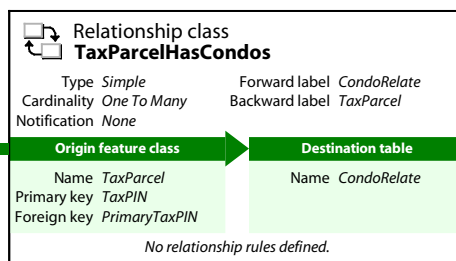 Relationship class
TaxParcelHasCondos
Type Simple Forward label CondoRelate
Cardinality One To Many Backward label TaxParcel
Notification None
Origin feature class Destination table
Name TaxParcel Name CondoRelate
Primary key TaxPIN
Foreign key PrimaryTaxPIN
No relationship rules defined.